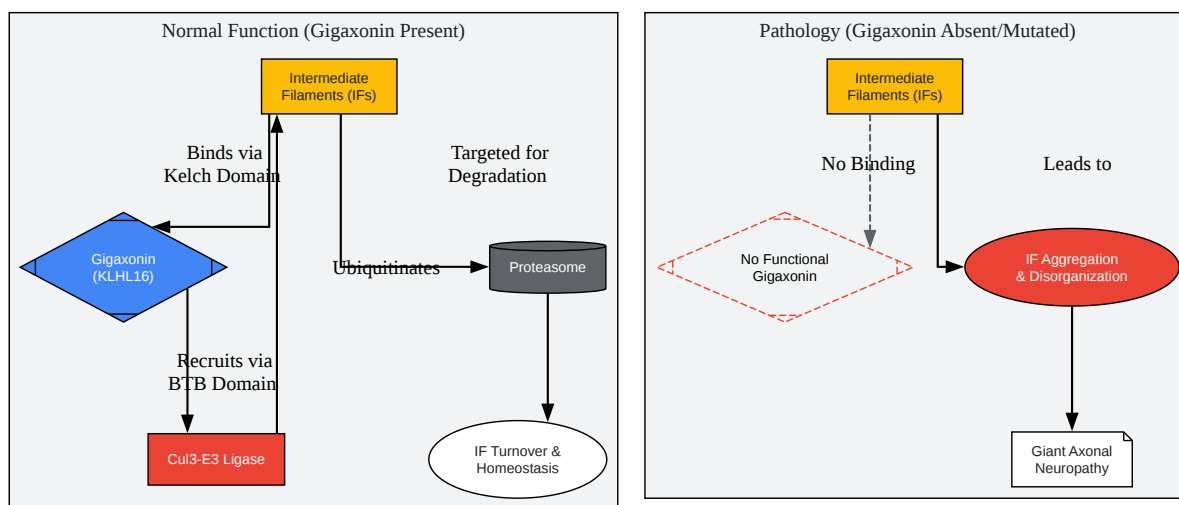 Normal Function (Gigaxonin Present)
Intermediate
Filaments (IFs)
Binds via
Kelch Domain
Targeted for
Degradation
Gigaxonin
(KLHL16)
Ubiquitinates
Proteasome
Recruits via
BTB Domain
Cul3-E3 Ligase
IF Turnover &
Homeostasis
Pathology (Gigaxonin Absent/Mutated)
Intermediate
Filaments (IFs)
No Binding
Leads to
No Functional
Gigaxonin
IF Aggregation
& Disorganization
Giant Axonal
Neuropathy